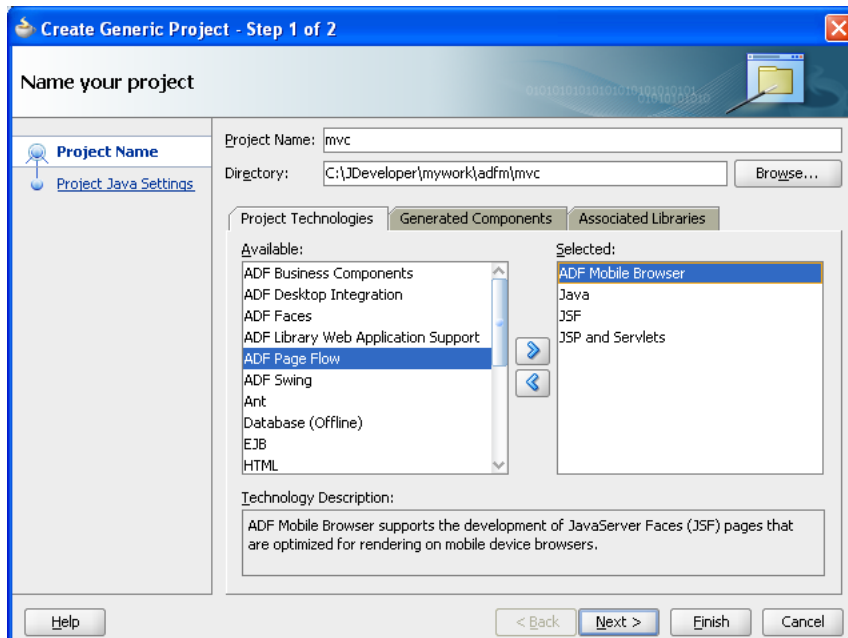 Create Generic Project - Step 1 of 2
Name your project
Project Name
Project Java Settings
Project Name: mvc
Directory: C:\JDeveloper\mywork\adfm\mvc Browse...
Project Technologies Generated Components Associated Libraries
Available:
ADF Business Components
ADF Desktop Integration
ADF Faces
ADF Library Web Application Support
ADF Page Flow
ADF Swing
Ant
Database (Offline)
EJB
HTML
Selected:
ADF Mobile Browser
Java
JSF
JSP and Servlets
Technology Description:
ADF Mobile Browser supports the development of JavaServer Faces (JSF) pages that
are optimized for rendering on mobile device browsers.
Help < Back Next > Finish Cancel